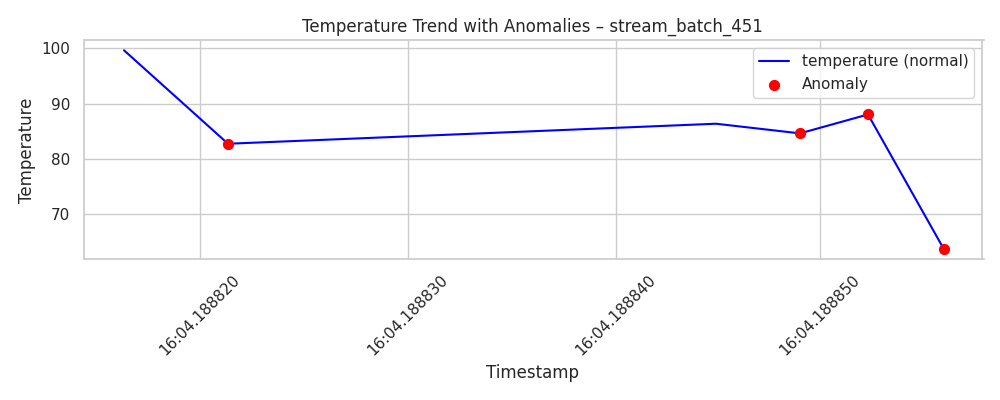 Temperature Trend with Anomalies – stream_batch_451
temperature (normal)
Anomaly
Temperature
100
90
80
70
16:04.188820
16:04.188830
16:04.188840
16:04.188850
Timestamp